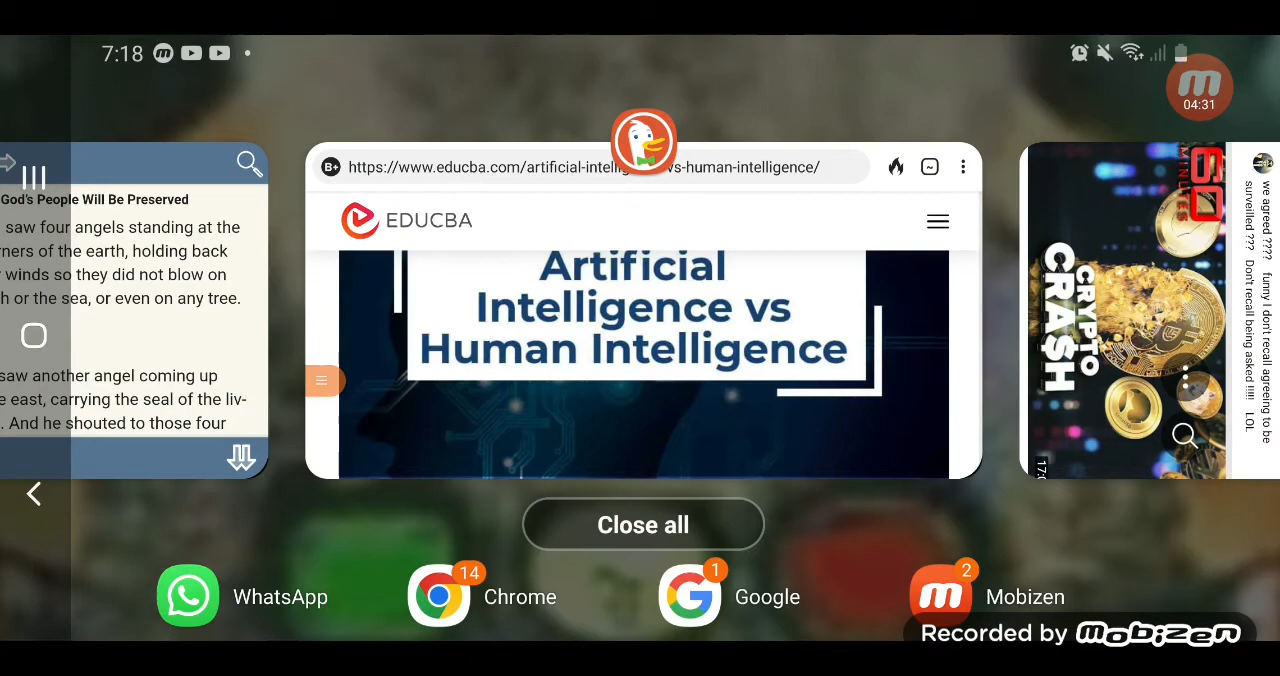 7:18
04:31
God's People Will Be Preserved
saw four angels standing at the
ners of the earth, holding back
winds so they did not blow on
h or the sea, or even on any tree.
saw another angel coming up
e east, carrying the seal of the liv-
. And he shouted to those four
B+ https://www.educba.com/artificial-intellig vs-human-intelligence/
EDUCBA
Artificial
Intelligence vs
Human Intelligence
60
MINUTES
CRYPTO
CRASH
17:
we agreed ???? funny I don't recall agreeing to be
surveilled ??? Don't recall being asked !!!!! LOL
Close all
WhatsApp
14
Chrome
1
Google
2
Mobizen
Recorded by mobizen